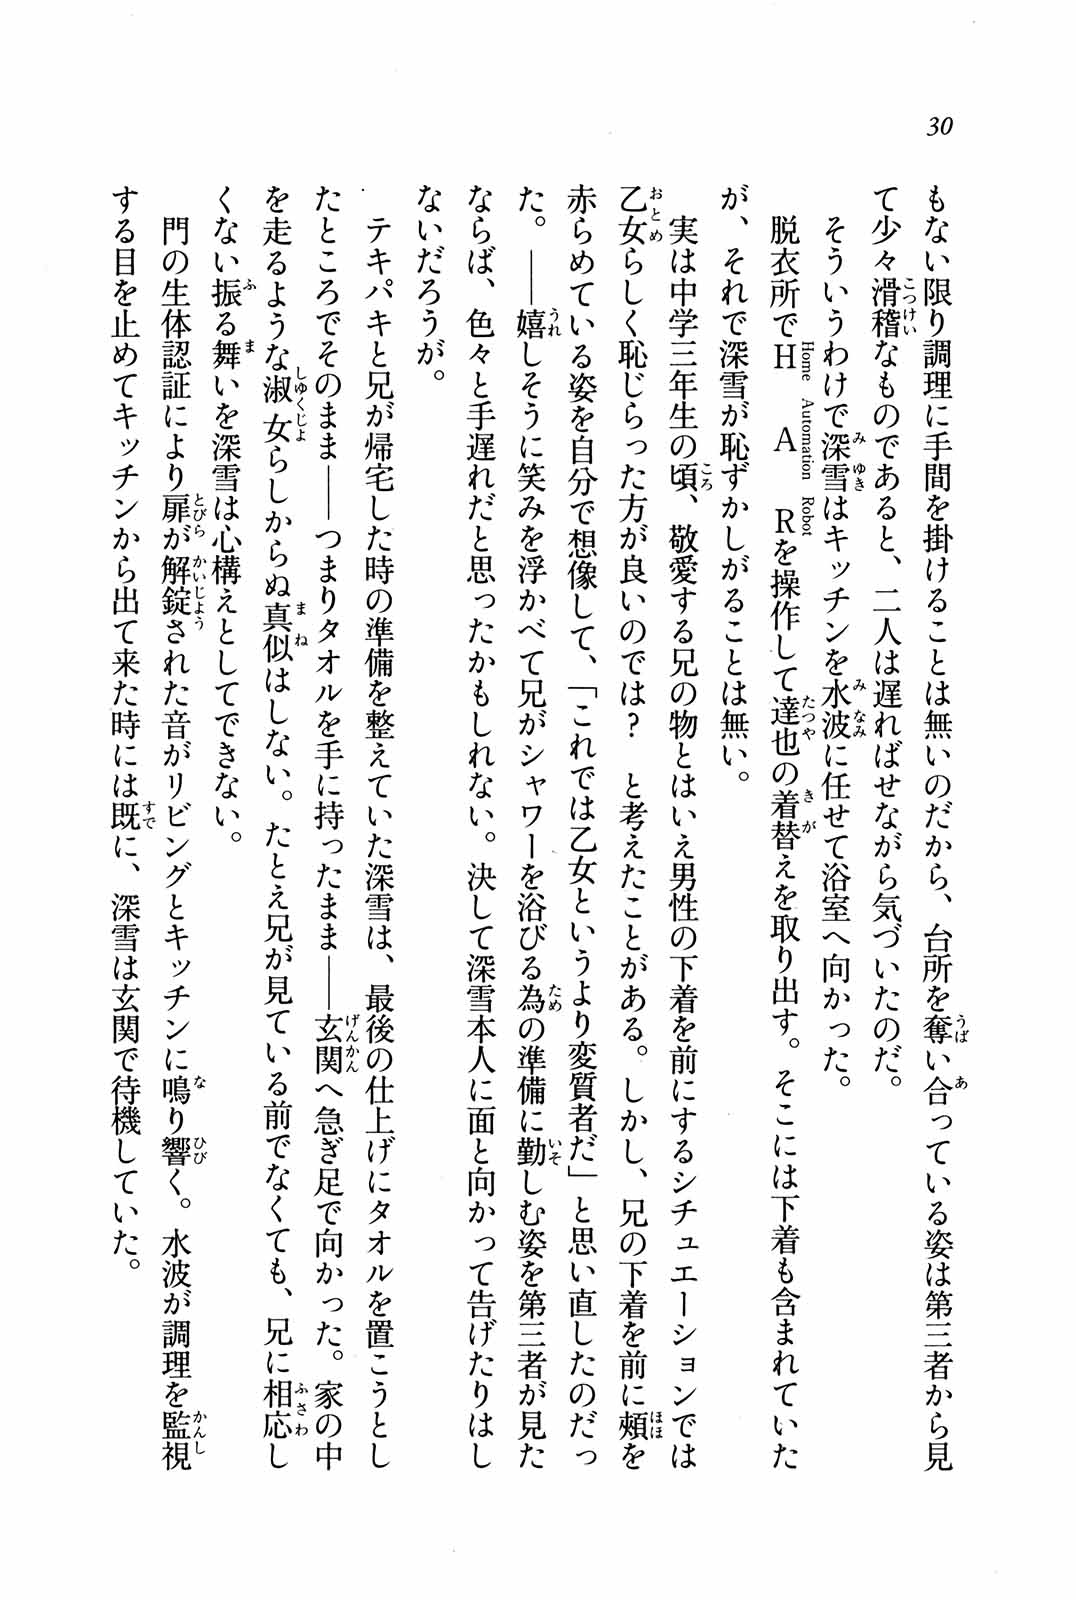 30
もない限り調理に手間を掛けることは無いのだから、台所を奪い合っている姿は第三者から見
て少々滑稽なものであると、二人は遅ればせながら気づいたのだ。
そういうわけで深雪はキッチンを水波に任せて浴室へ向かった。
脱衣所でHARを操作して達也の着替えを取り出す。そこには下着も含まれていた
が、それで深雪が恥ずかしがることは無い。
実は中学三年生の頃、敬愛する兄の物とはいえ男性の下着を前にするシチュエーションでは
乙女らしく恥じらった方が良いのでは？　と考えたことがある。しかし、兄の下着を前に頰を
赤らめている姿を自分で想像して、「これでは乙女というより変質者だ」と思い直したのだっ
た。――嬉しそうに笑みを浮かべて兄がシャワーを浴びる為の準備に勤しむ姿を第三者が見た
ならば、色々と手遅れだと思ったかもしれない。決して深雪本人に面と向かって告げたりはし
ないだろうが。
テキパキと兄が帰宅した時の準備を整えていた深雪は、最後の仕上げにタオルを置こうとし
たところでそのまま――つまりタオルを手に持ったまま――玄関へ急ぎ足で向かった。家の中
を走るような淑女らしからぬ真似はしない。たとえ兄が見ている前でなくても、兄に相応し
くない振る舞いを深雪は心構えとしてできない。
門の生体認証により扉が解錠された音がリビングとキッチンに鳴り響く。水波が調理を監視
する目を止めてキッチンから出て来た時には既に、深雪は玄関で待機していた。